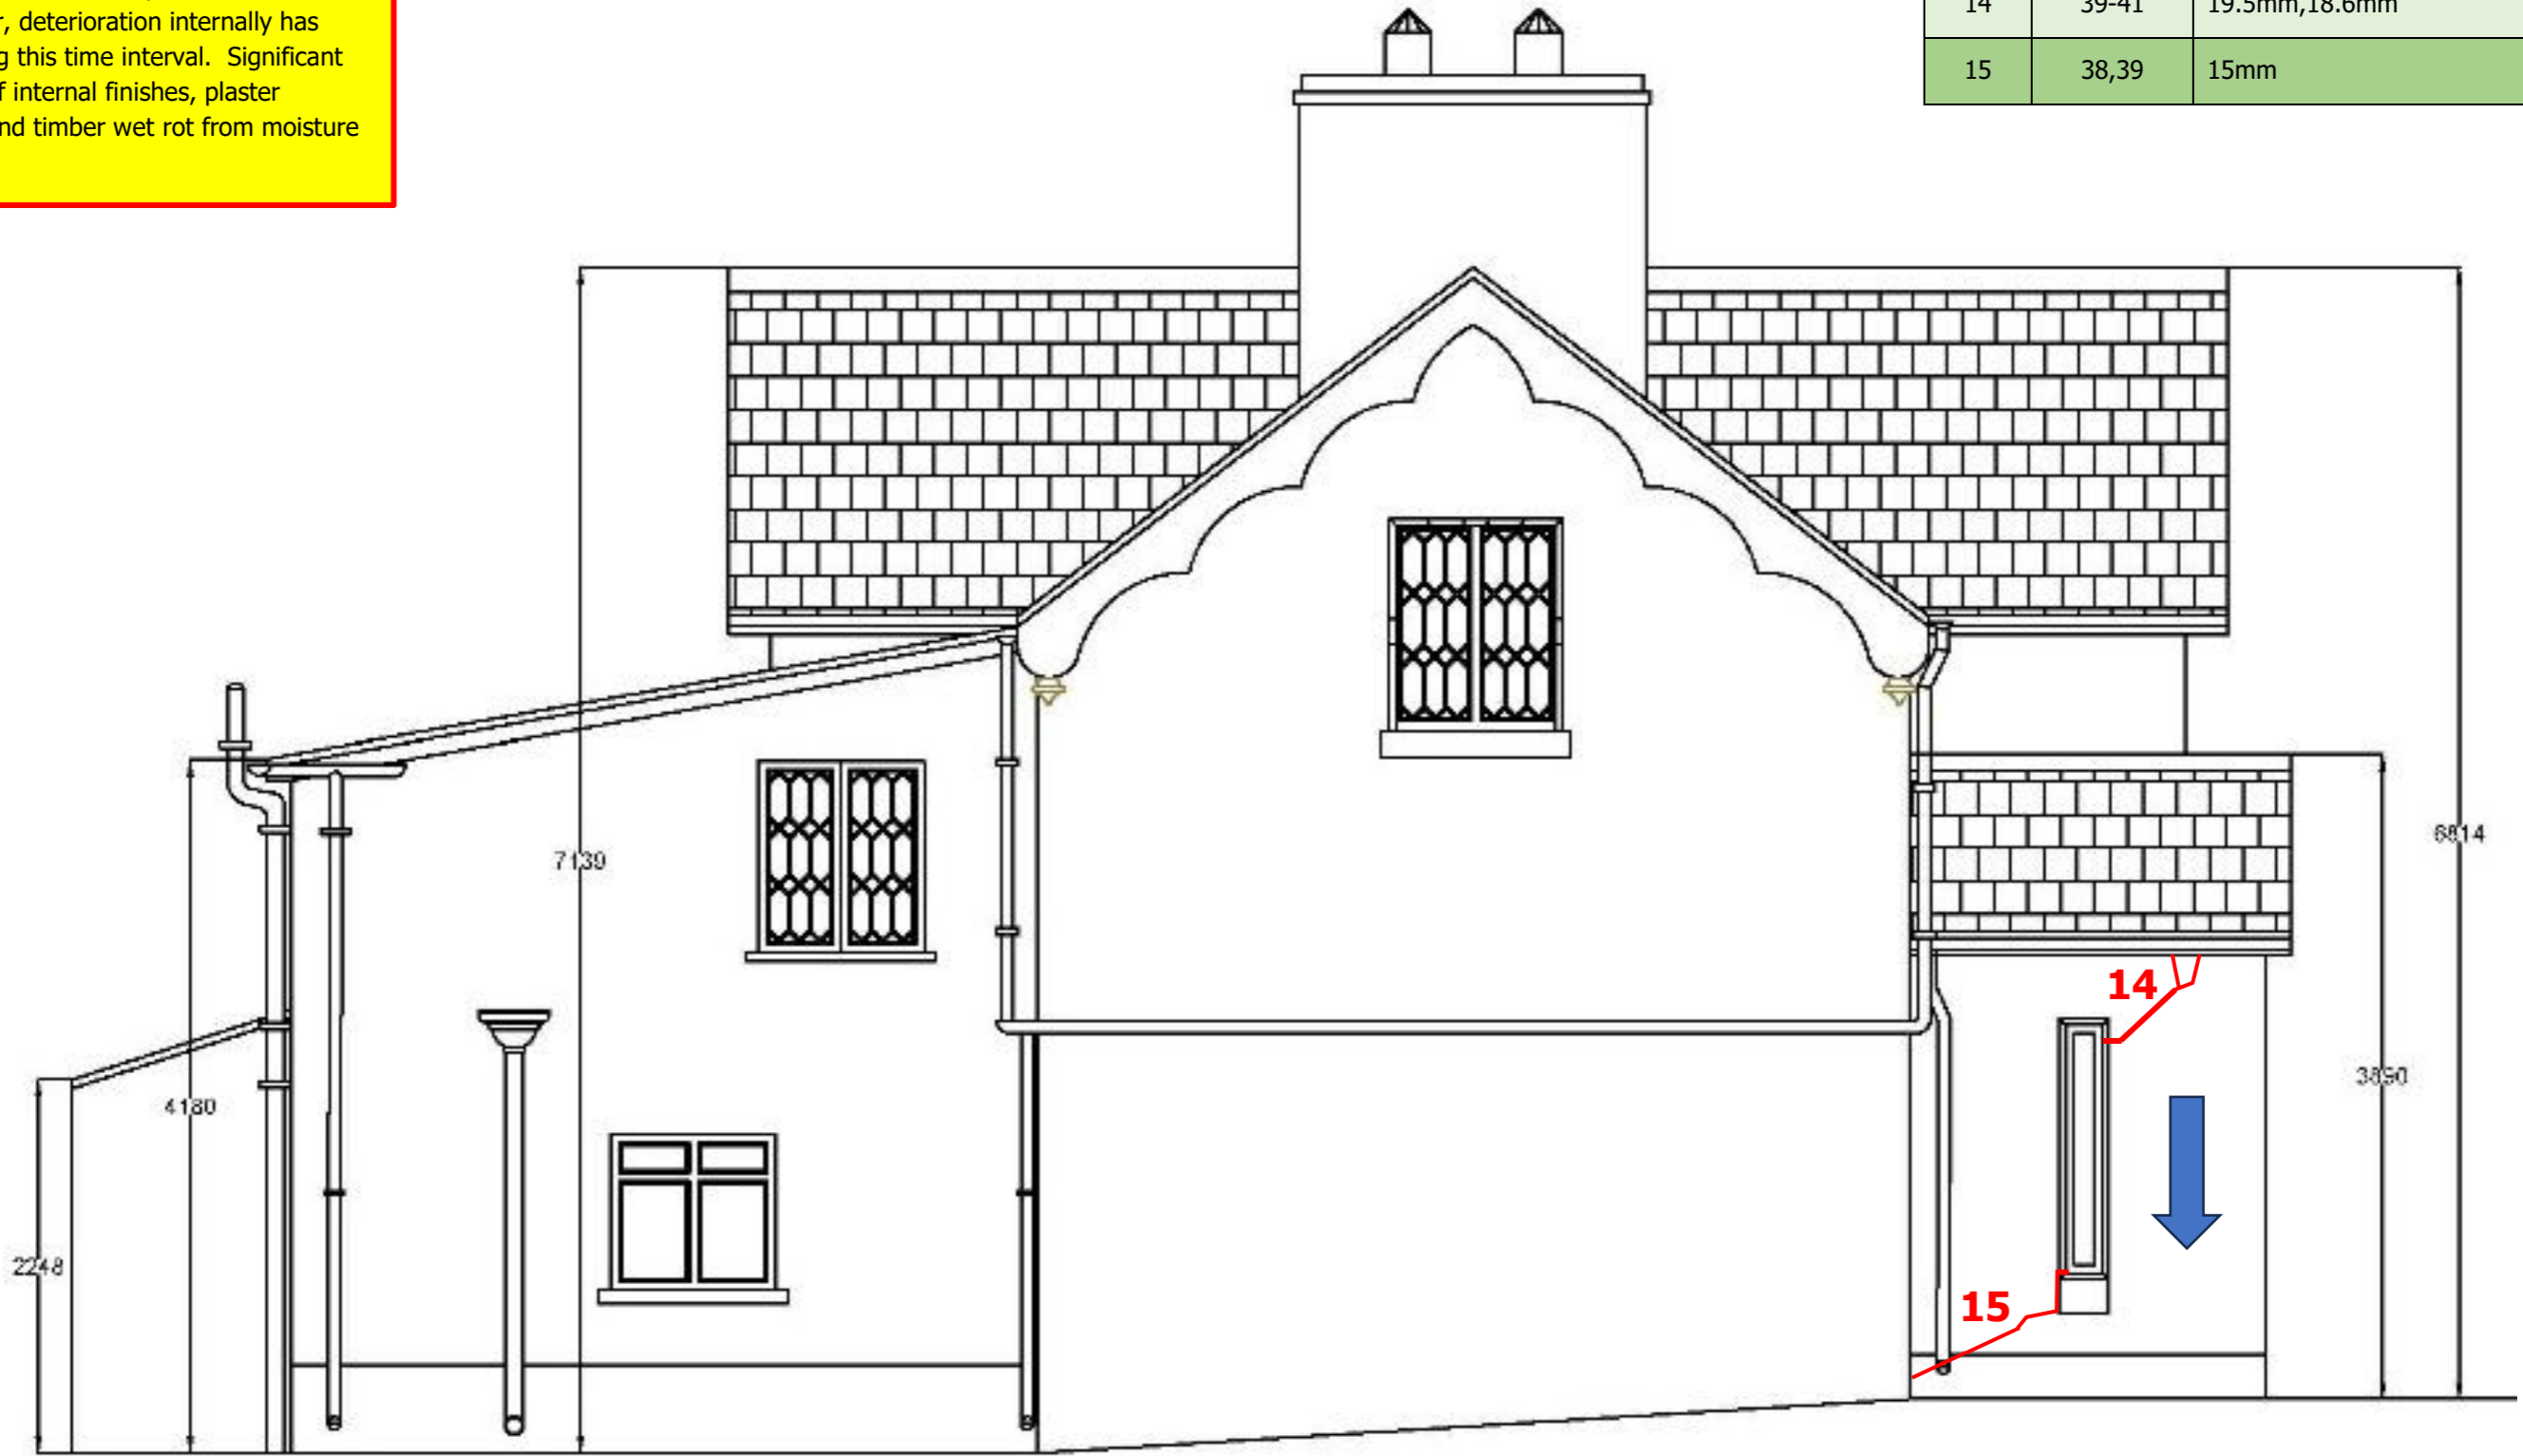 , deterioration internally has
this time interval. Significant
internal finishes, plaster
nd timber wet rot from moisture
14 39-41 19.5mm,18.6mm
15 38,39 15mm
7139
6814
14
3890
4180
2248
15